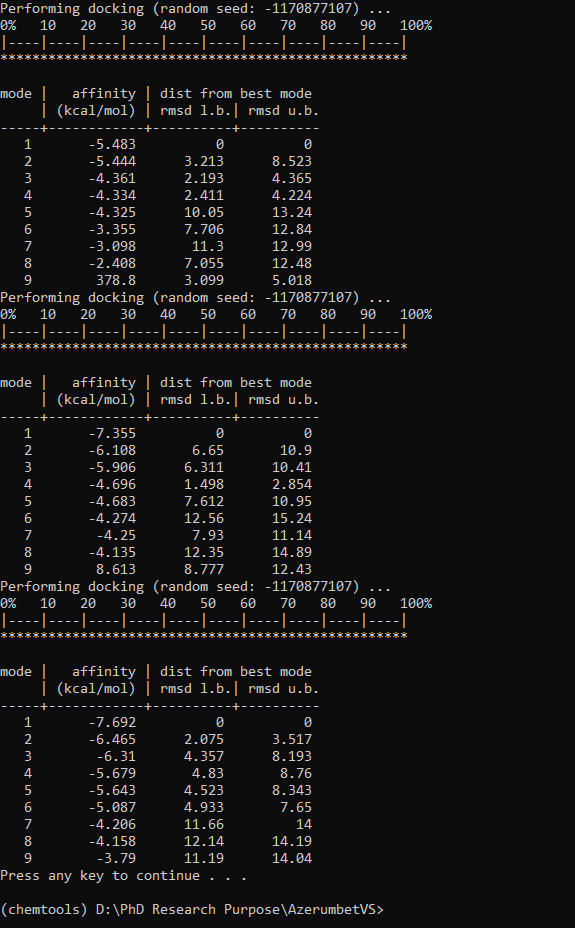 Performing docking (random seed: -1170877107) ...
0%   10   20   30   40   50   60   70   80   90   100%
|----|----|----|----|----|----|----|----|----|----|
***************************************************

mode |   affinity | dist from best mode
     | (kcal/mol) | rmsd l.b.| rmsd u.b.
-----+------------+----------+----------
   1       -5.483          0          0
   2       -5.444      3.213      8.523
   3       -4.361      2.193      4.365
   4       -4.334      2.411      4.224
   5       -4.325      10.05      13.24
   6       -3.355      7.706      12.84
   7       -3.098       11.3      12.99
   8       -2.408      7.055      12.48
   9        378.8      3.099      5.018
Performing docking (random seed: -1170877107) ...
0%   10   20   30   40   50   60   70   80   90   100%
|----|----|----|----|----|----|----|----|----|----|
***************************************************

mode |   affinity | dist from best mode
     | (kcal/mol) | rmsd l.b.| rmsd u.b.
-----+------------+----------+----------
   1       -7.355          0          0
   2       -6.108       6.65       10.9
   3       -5.906      6.311      10.41
   4       -4.696      1.498      2.854
   5       -4.683      7.612      10.95
   6       -4.274      12.56      15.24
   7        -4.25       7.93      11.14
   8       -4.135      12.35      14.89
   9        8.613      8.777      12.43
Performing docking (random seed: -1170877107) ...
0%   10   20   30   40   50   60   70   80   90   100%
|----|----|----|----|----|----|----|----|----|----|
***************************************************

mode |   affinity | dist from best mode
     | (kcal/mol) | rmsd l.b.| rmsd u.b.
-----+------------+----------+----------
   1       -7.692          0          0
   2       -6.465      2.075      3.517
   3        -6.31      4.357      8.193
   4       -5.679       4.83       8.76
   5       -5.643      4.523      8.343
   6       -5.087      4.933       7.65
   7       -4.206      11.66         14
   8       -4.158      12.14      14.19
   9        -3.79      11.19      14.04
Press any key to continue . . .

(chemtools) D:\PhD Research Purpose\AzerumbetVS>